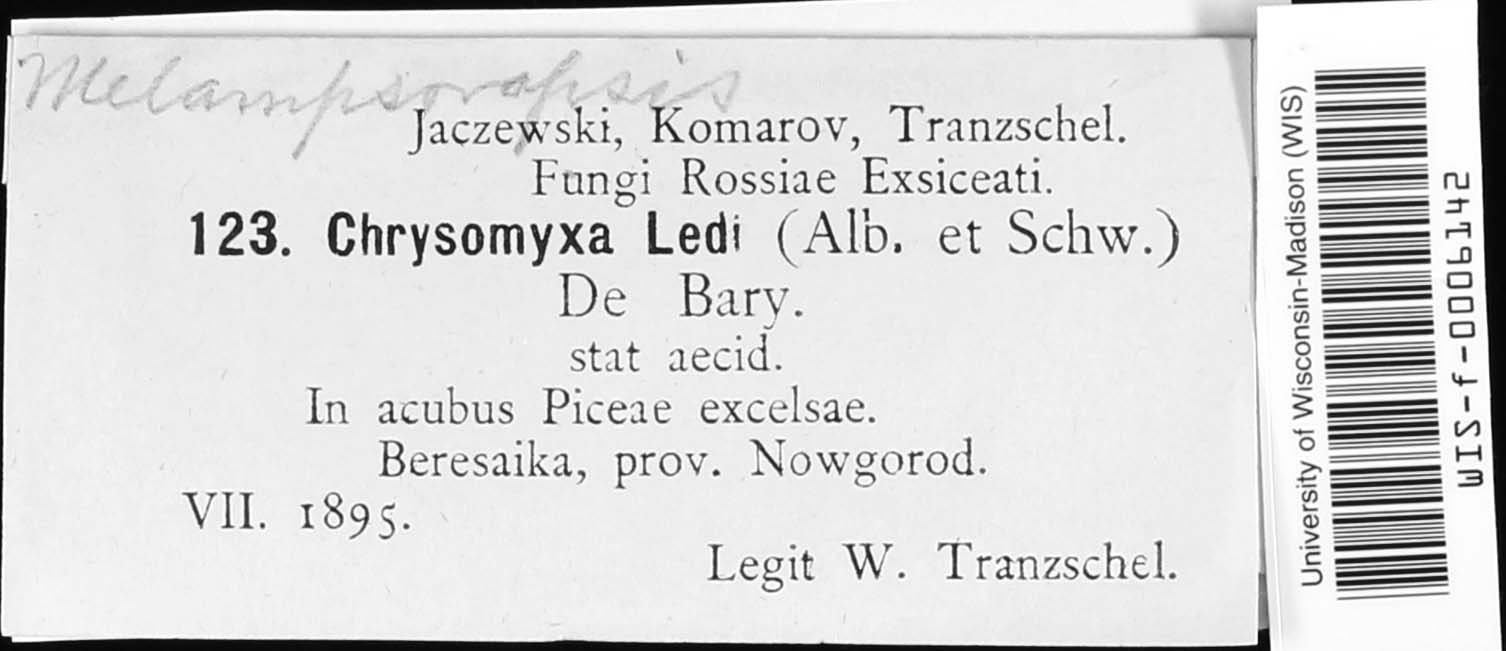 Melampsoropsis
Jaczewski, Komarov, Tranzschel.
Fungi Rossiae Exsiceati.
123. Chrysomyxa Ledi (Alb. et Schw.)
De Bary.
stat aecid.
In acubus Piceae excelsae.
Beresaika, prov. Nowgorod.
VII. 1895.
Legit W. Tranzschel.
University of Wisconsin-Madison (WIS)
WIS-f-0006142